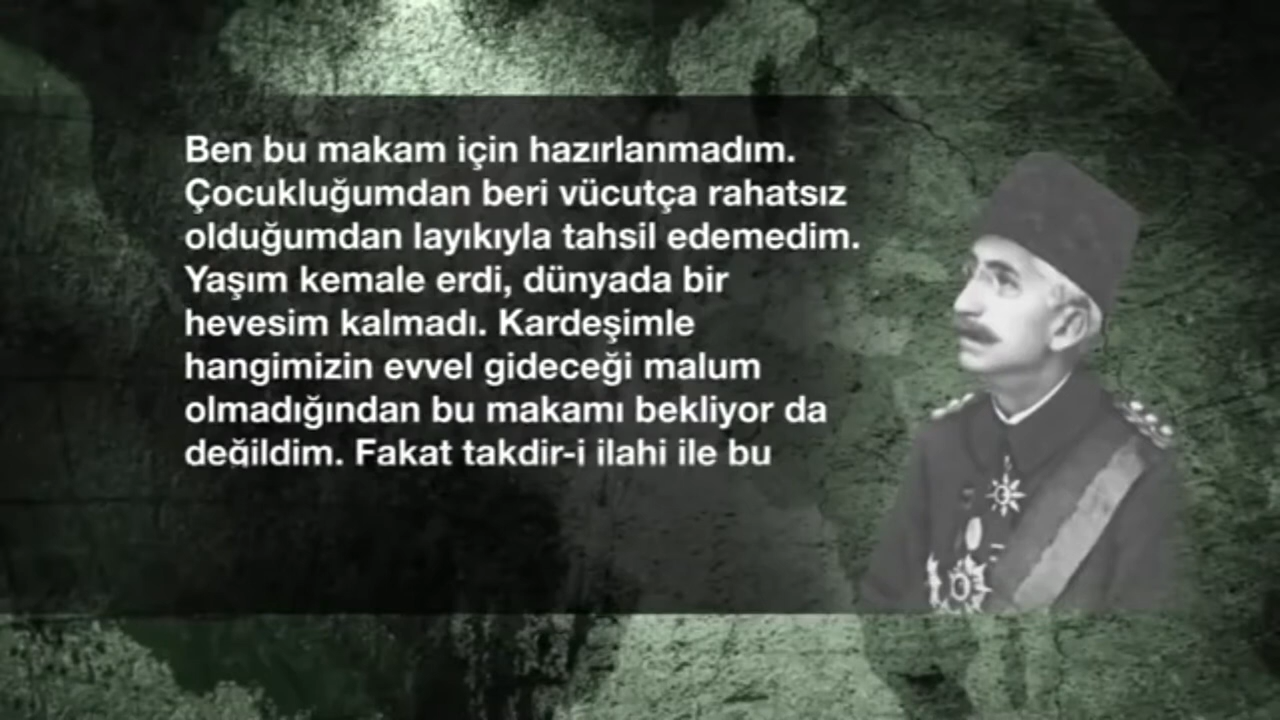 Ben bu makam için hazırlanmadım.
Çocukluğumdan beri vücutça rahatsız
olduğumdan layıkıyla tahsil edemedim.
Yaşım kemale erdi, dünyada bir
hevesim kalmadı. Kardeşimle
hangimizin evvel gideceği malum
olmadığından bu makamı bekliyor da
değildim. Fakat takdir-i ilahi ile bu